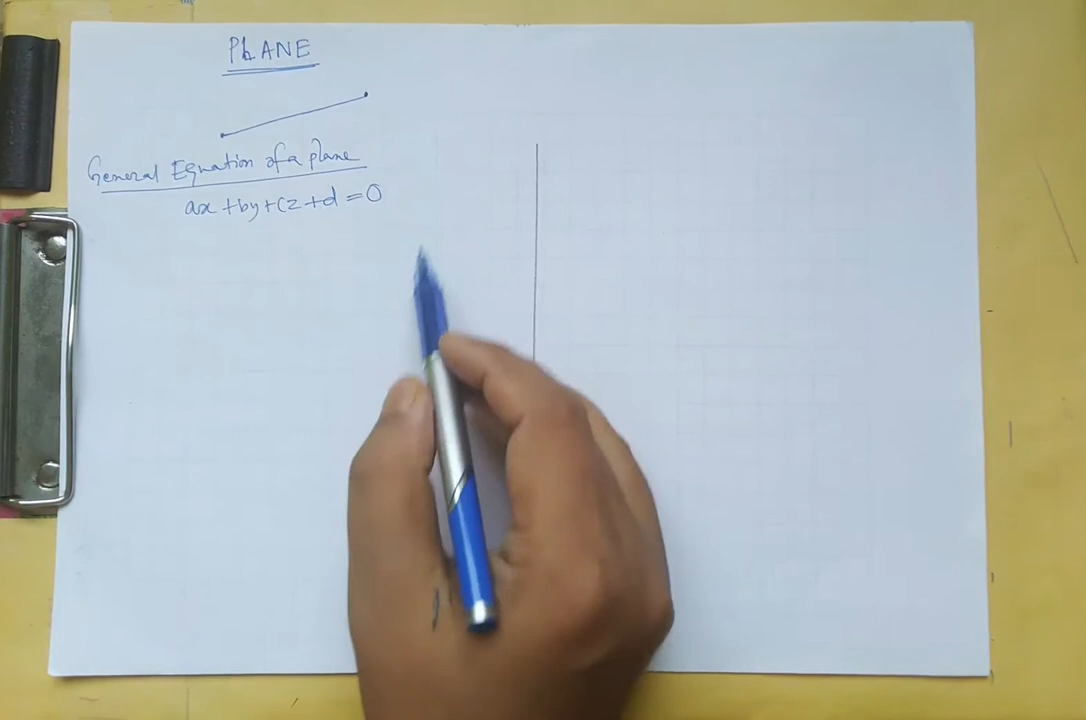 PLANE
General Equation of a plane
ax + by + cz + d = 0